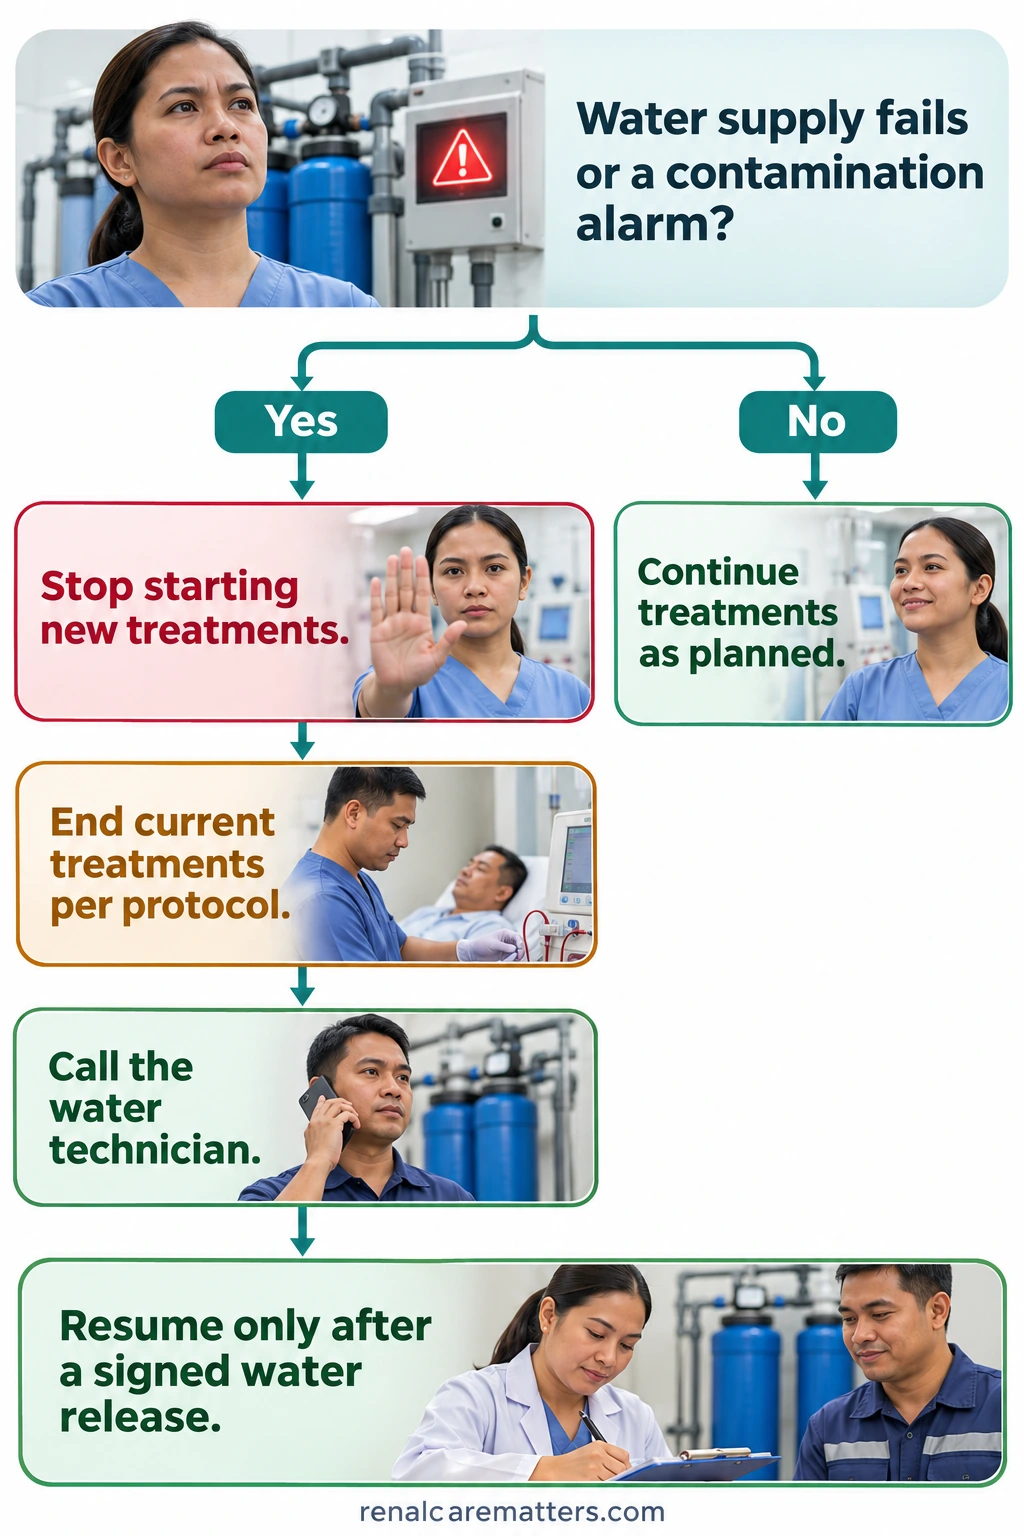 Water supply fails
or a contamination
alarm?
Yes
No
Stop starting
new treatments.
Continue
treatments
as planned.
End current
treatments
per protocol.
Call the
water
technician.
Resume only after
a signed water
release.
renalcarematters.com